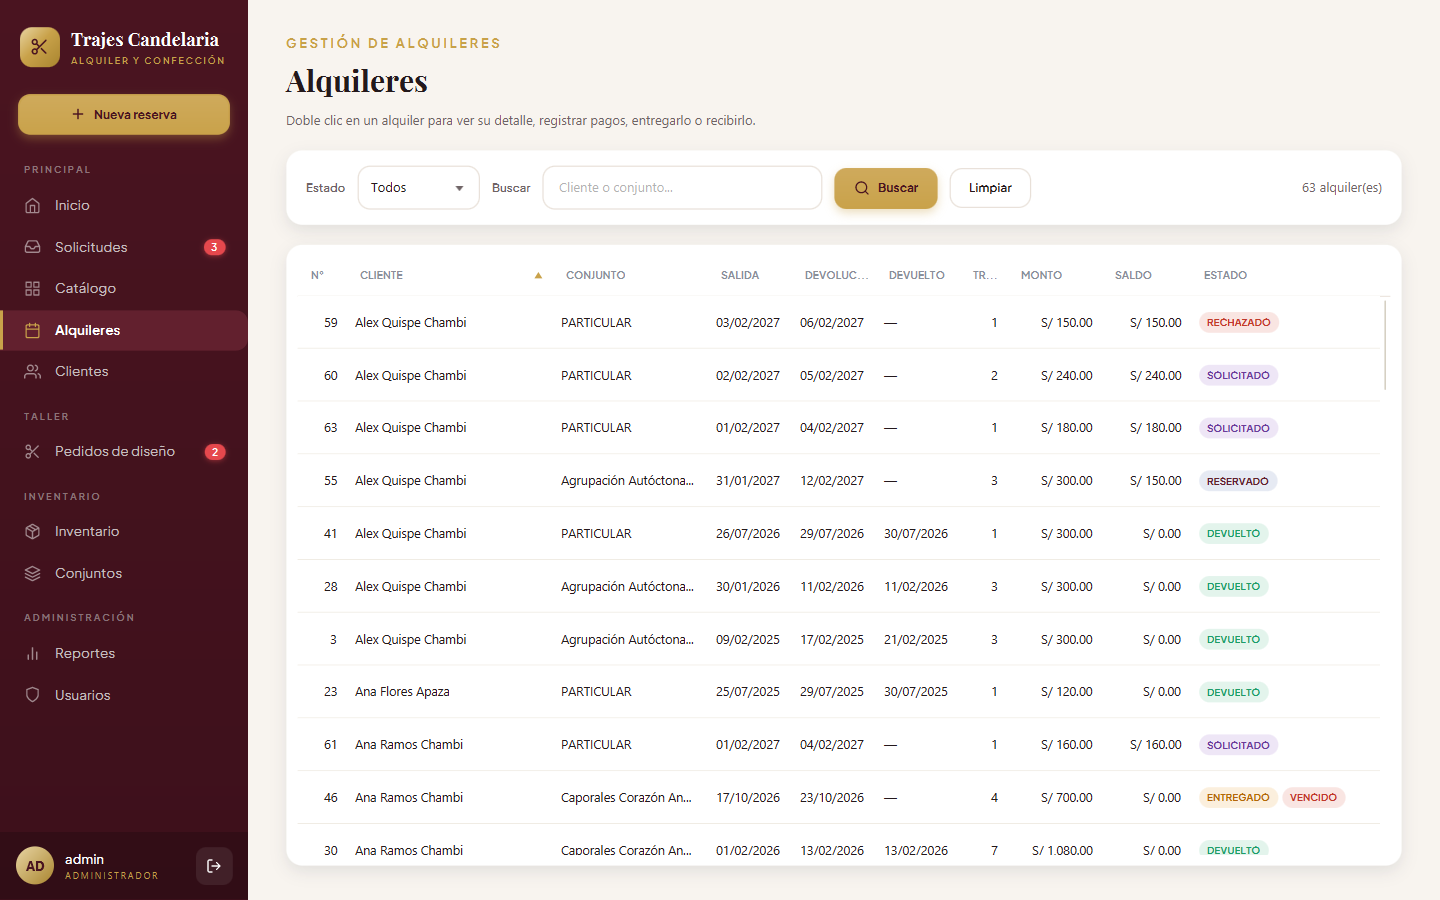 Trajes Candelaria
ALQUILER Y CONFECCIÓN
Nueva reserva
PRINCIPAL
Inicio
Solicitudes 3
Catálogo
Alquileres
Clientes
TALLER
Pedidos de diseño 2
INVENTARIO
Inventario
Conjuntos
ADMINISTRACIÓN
Reportes
Usuarios
AD
admin
ADMINISTRADOR
GESTIÓN DE ALQUILERES
Alquileres
Doble clic en un alquiler para ver su detalle, registrar pagos, entregarlo o recibirlo.
Estado Todos Buscar Cliente o conjunto... Buscar Limpiar 63 alquiler(es)
N° CLIENTE CONJUNTO SALIDA DEVOLUC... DEVUELTO TR... MONTO SALDO ESTADO
59 Alex Quispe Chambi PARTICULAR 03/02/2027 06/02/2027 — 1 S/ 150.00 S/ 150.00 RECHAZADO
60 Alex Quispe Chambi PARTICULAR 02/02/2027 05/02/2027 — 2 S/ 240.00 S/ 240.00 SOLICITADO
63 Alex Quispe Chambi PARTICULAR 01/02/2027 04/02/2027 — 1 S/ 180.00 S/ 180.00 SOLICITADO
55 Alex Quispe Chambi Agrupación Autóctona... 31/01/2027 12/02/2027 — 3 S/ 300.00 S/ 150.00 RESERVADO
41 Alex Quispe Chambi PARTICULAR 26/07/2026 29/07/2026 30/07/2026 1 S/ 300.00 S/ 0.00 DEVUELTO
28 Alex Quispe Chambi Agrupación Autóctona... 30/01/2026 11/02/2026 11/02/2026 3 S/ 300.00 S/ 0.00 DEVUELTO
3 Alex Quispe Chambi Agrupación Autóctona... 09/02/2025 17/02/2025 21/02/2025 3 S/ 300.00 S/ 0.00 DEVUELTO
23 Ana Flores Apaza PARTICULAR 25/07/2025 29/07/2025 30/07/2025 1 S/ 120.00 S/ 0.00 DEVUELTO
61 Ana Ramos Chambi PARTICULAR 01/02/2027 04/02/2027 — 1 S/ 160.00 S/ 160.00 SOLICITADO
46 Ana Ramos Chambi Caporales Corazón An... 17/10/2026 23/10/2026 — 4 S/ 700.00 S/ 0.00 ENTREGADO VENCIDO
30 Ana Ramos Chambi Caporales Corazón An... 01/02/2026 13/02/2026 13/02/2026 7 S/ 1.080.00 S/ 0.00 DEVUELTO